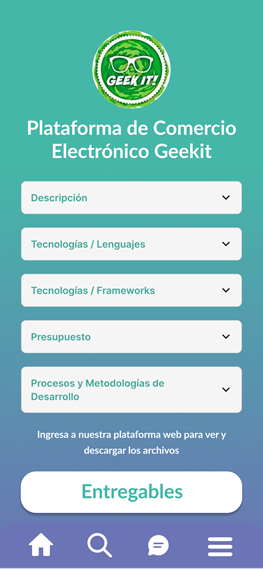 GEEK IT!
Plataforma de Comercio
Electrónico Geekit
Descripción
Tecnologías / Lenguajes
Tecnologías / Frameworks
Presupuesto
Procesos y Metodologías de
Desarrollo
Ingresa a nuestra plataforma web para ver y
descargar los archivos
Entregables